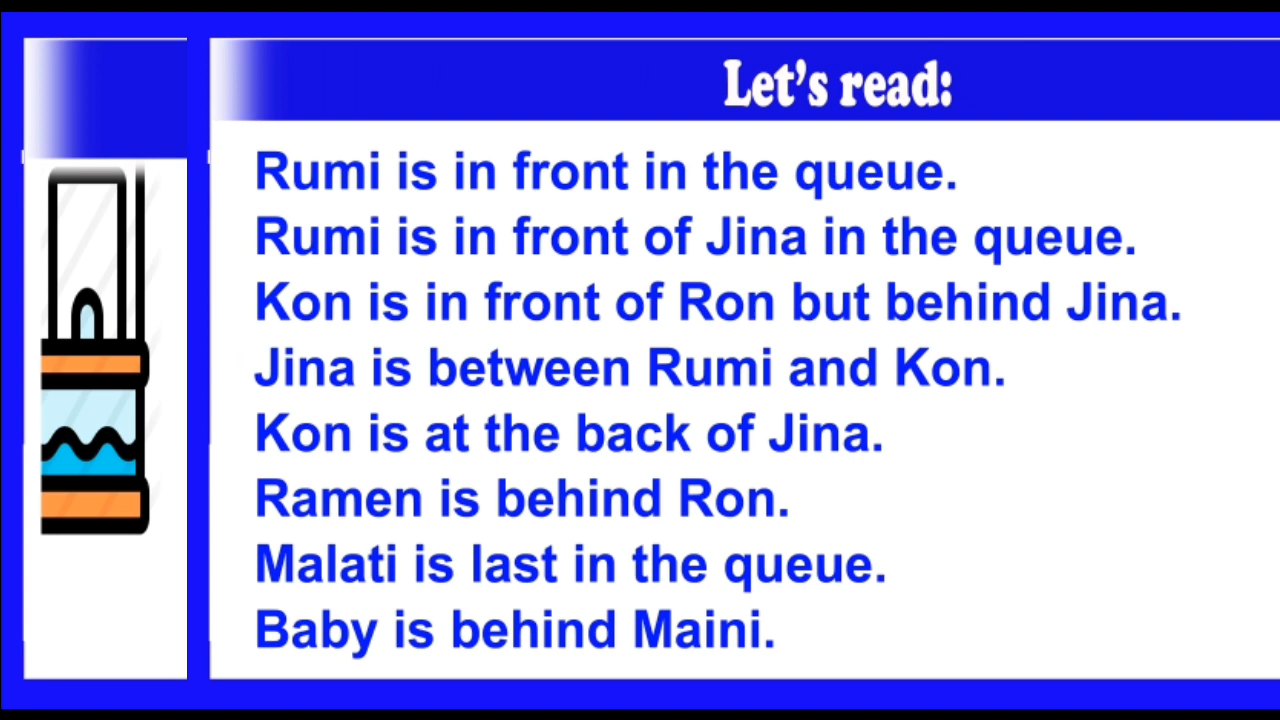 Let's read:
Rumi is in front in the queue.
Rumi is in front of Jina in the queue.
Kon is in front of Ron but behind Jina.
Jina is between Rumi and Kon.
Kon is at the back of Jina.
Ramen is behind Ron.
Malati is last in the queue.
Baby is behind Maini.